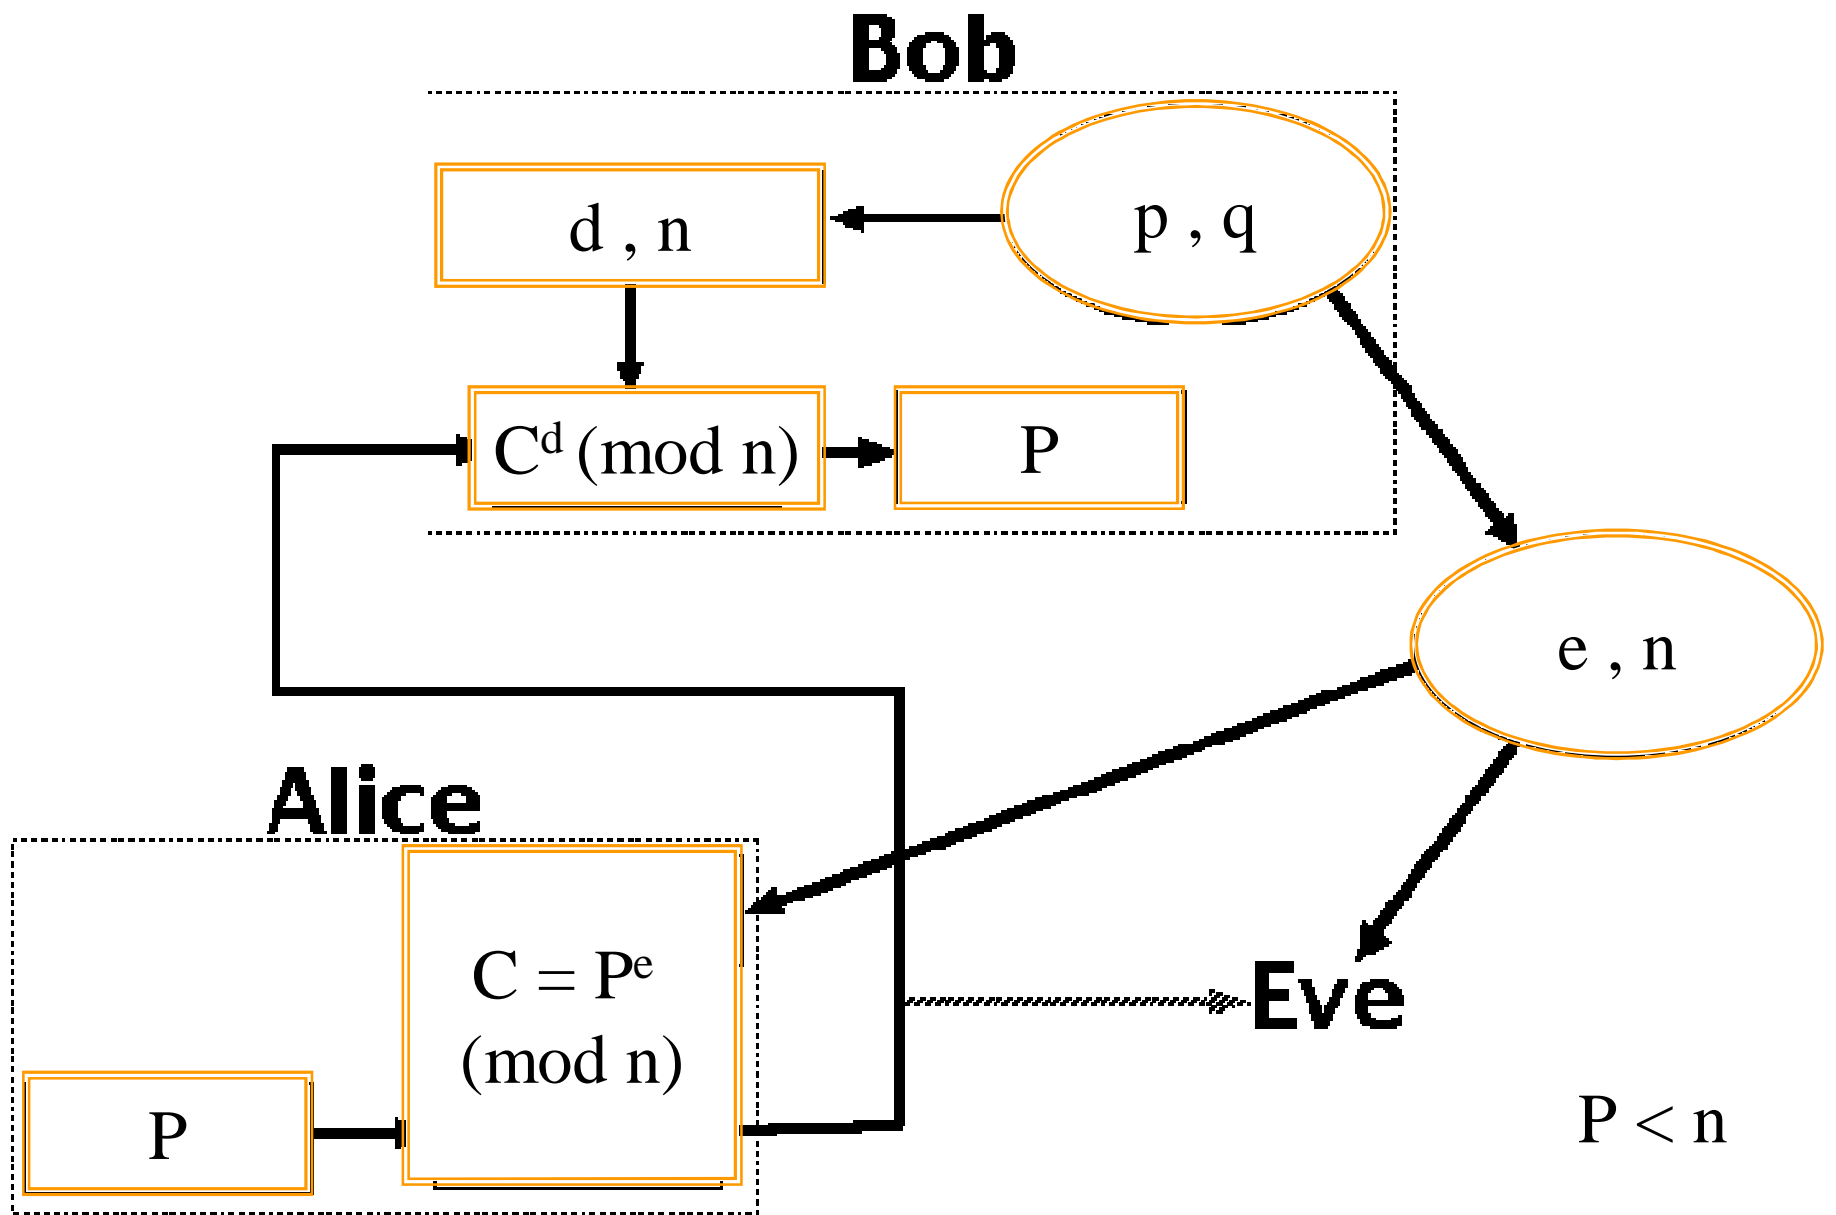 Bob
d , n
p , q
Cᵈ (mod n)
P
e , n
Alice
C = Pᵉ
(mod n)
Eve
P
P < n